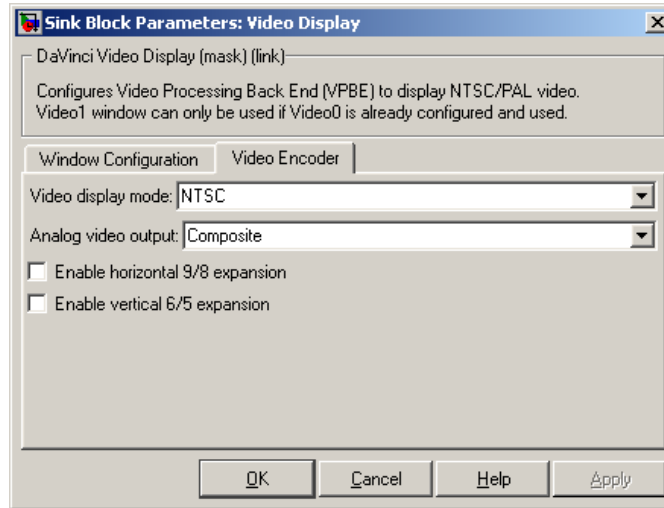 Sink Block Parameters: Video Display
DaVinci Video Display (mask) (link)
Configures Video Processing Back End (VPBE) to display NTSC/PAL video.
Video1 window can only be used if Video0 is already configured and used.
Window Configuration Video Encoder
Video display mode: NTSC
Analog video output: Composite
Enable horizontal 9/8 expansion
Enable vertical 6/5 expansion
OK Cancel Help Apply